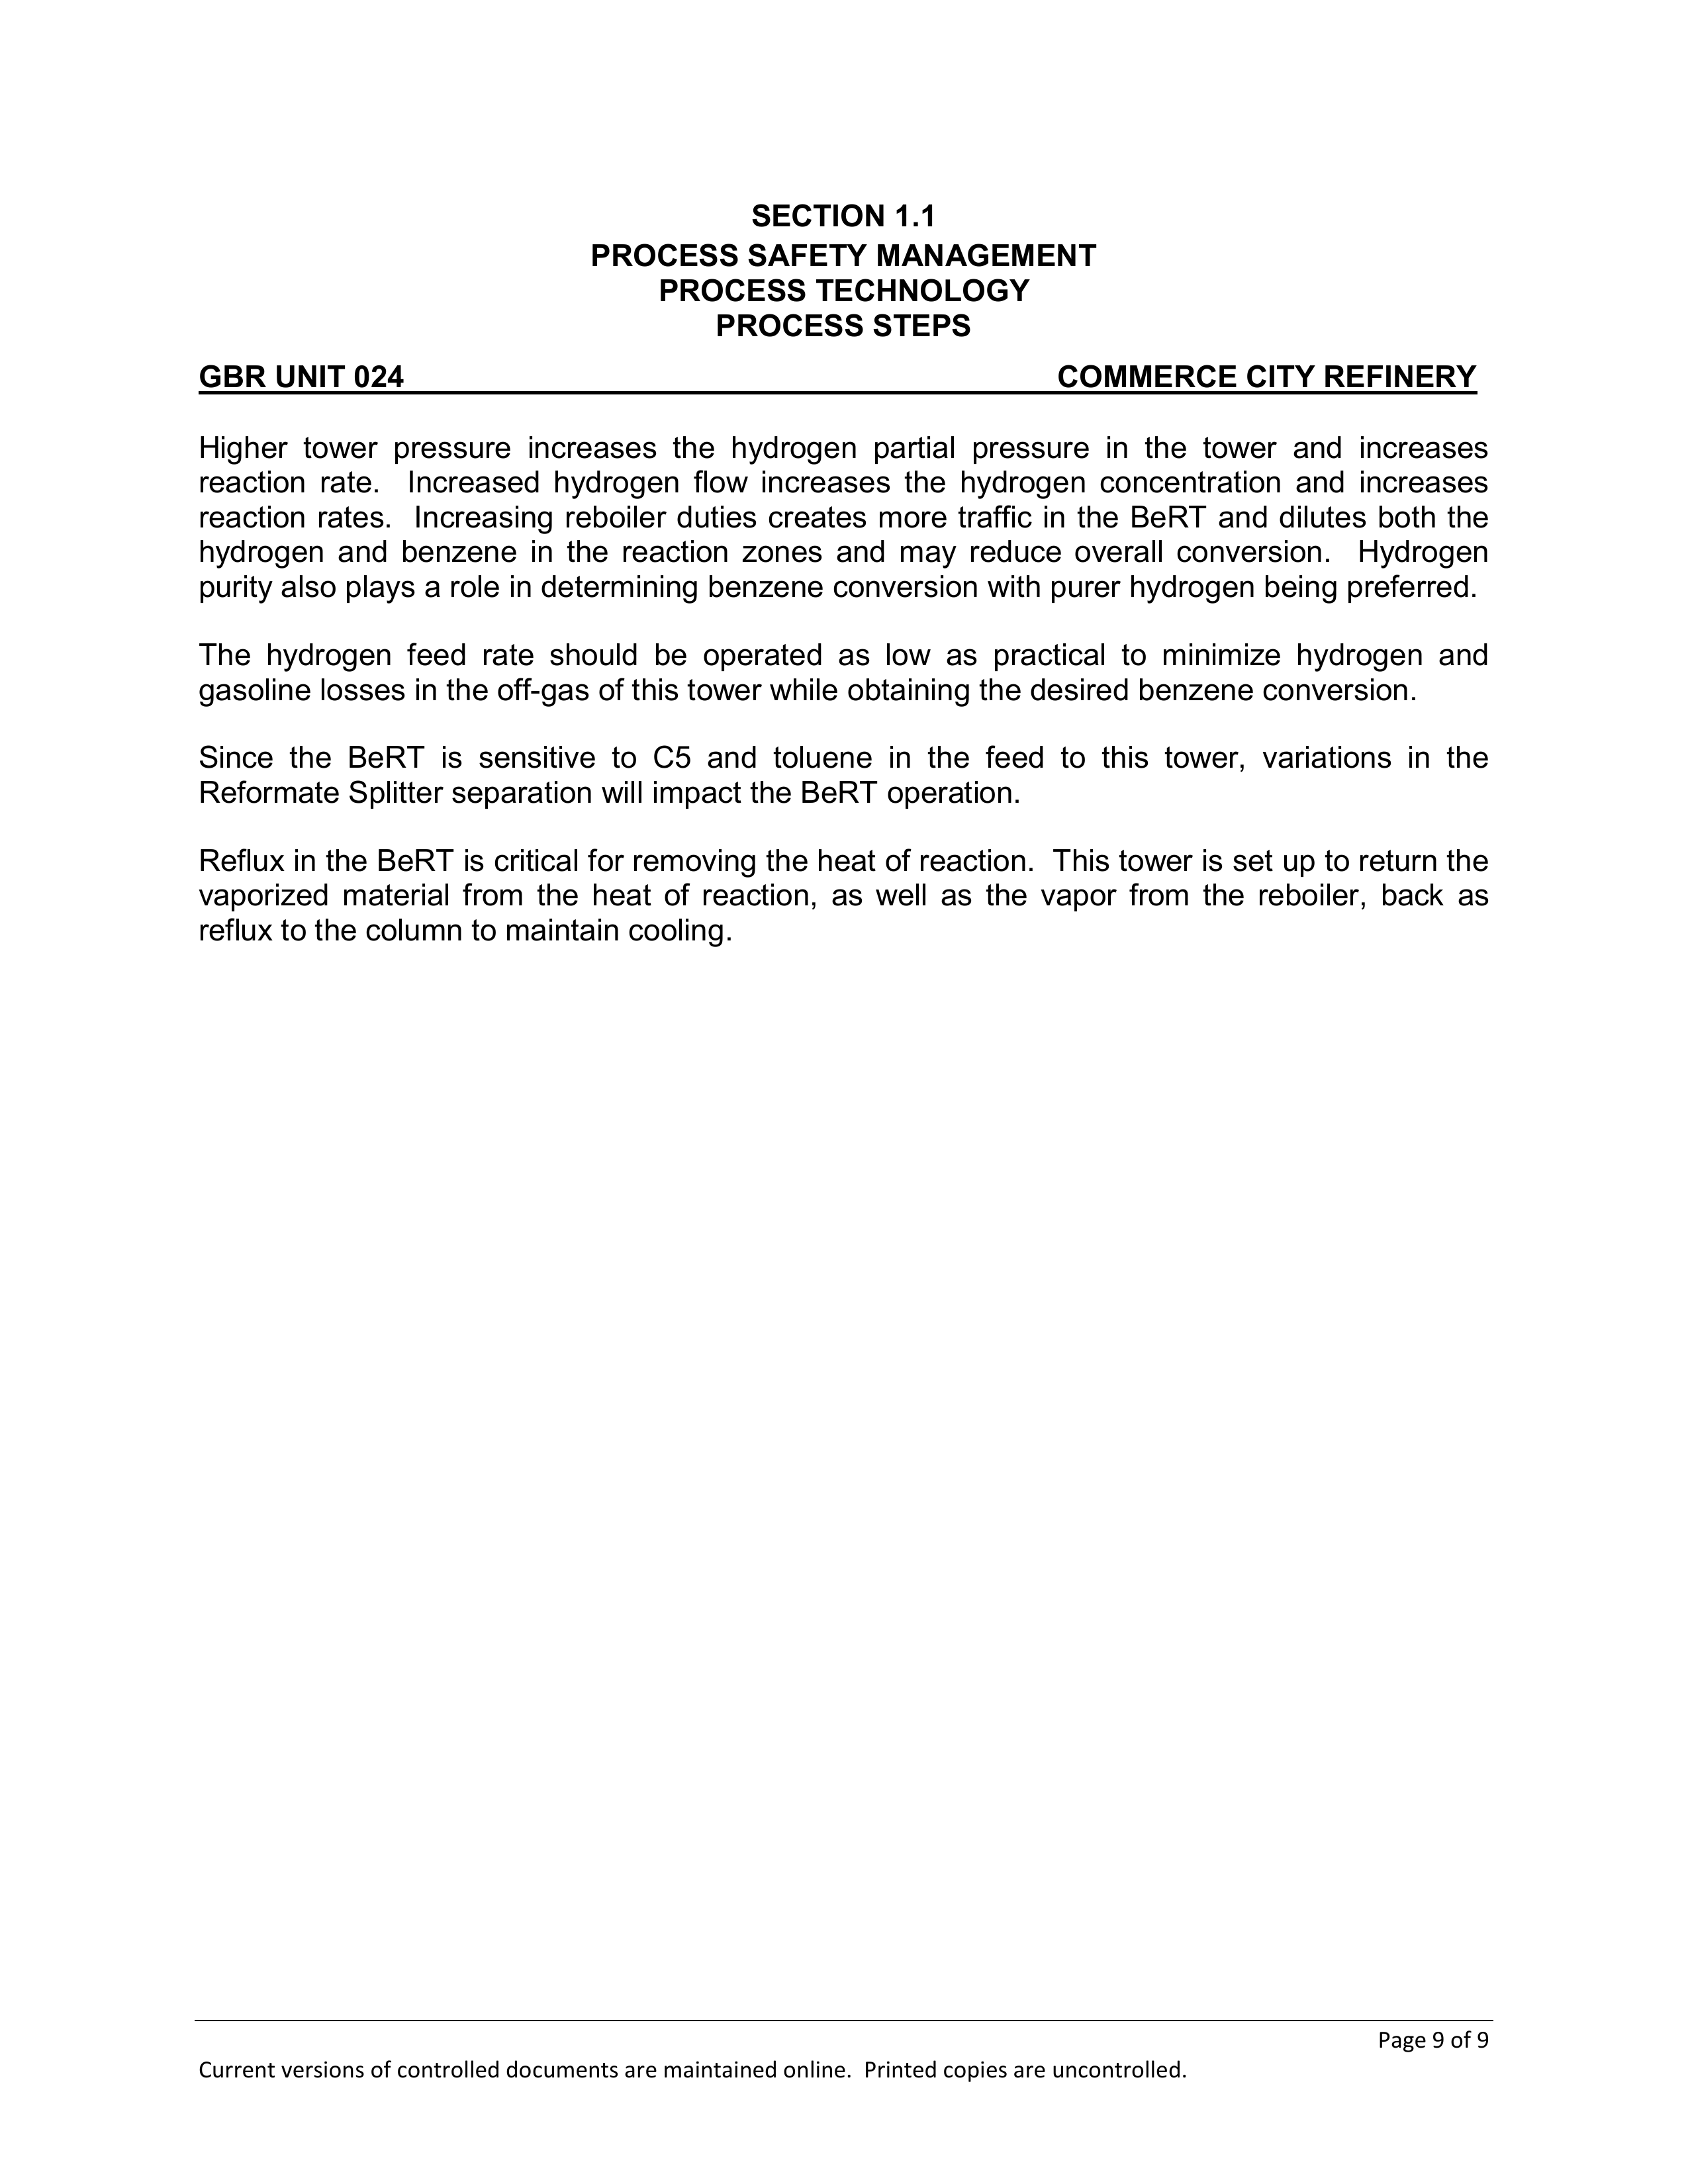 SECTION 1.1
PROCESS SAFETY MANAGEMENT
PROCESS TECHNOLOGY
PROCESS STEPS
GBR UNIT 024 COMMERCE CITY REFINERY
Higher tower pressure increases the hydrogen partial pressure in the tower and increases
reaction rate. Increased hydrogen flow increases the hydrogen concentration and increases
reaction rates. Increasing reboiler duties creates more traffic in the BeRT and dilutes both the
hydrogen and benzene in the reaction zones and may reduce overall conversion. Hydrogen
purity also plays a role in determining benzene conversion with purer hydrogen being preferred.
The hydrogen feed rate should be operated as low as practical to minimize hydrogen and
gasoline losses in the off-gas of this tower while obtaining the desired benzene conversion.
Since the BeRT is sensitive to C5 and toluene in the feed to this tower, variations in the
Reformate Splitter separation will impact the BeRT operation.
Reflux in the BeRT is critical for removing the heat of reaction. This tower is set up to return the
vaporized material from the heat of reaction, as well as the vapor from the reboiler, back as
reflux to the column to maintain cooling.
Page 9 of 9
Current versions of controlled documents are maintained online. Printed copies are uncontrolled.